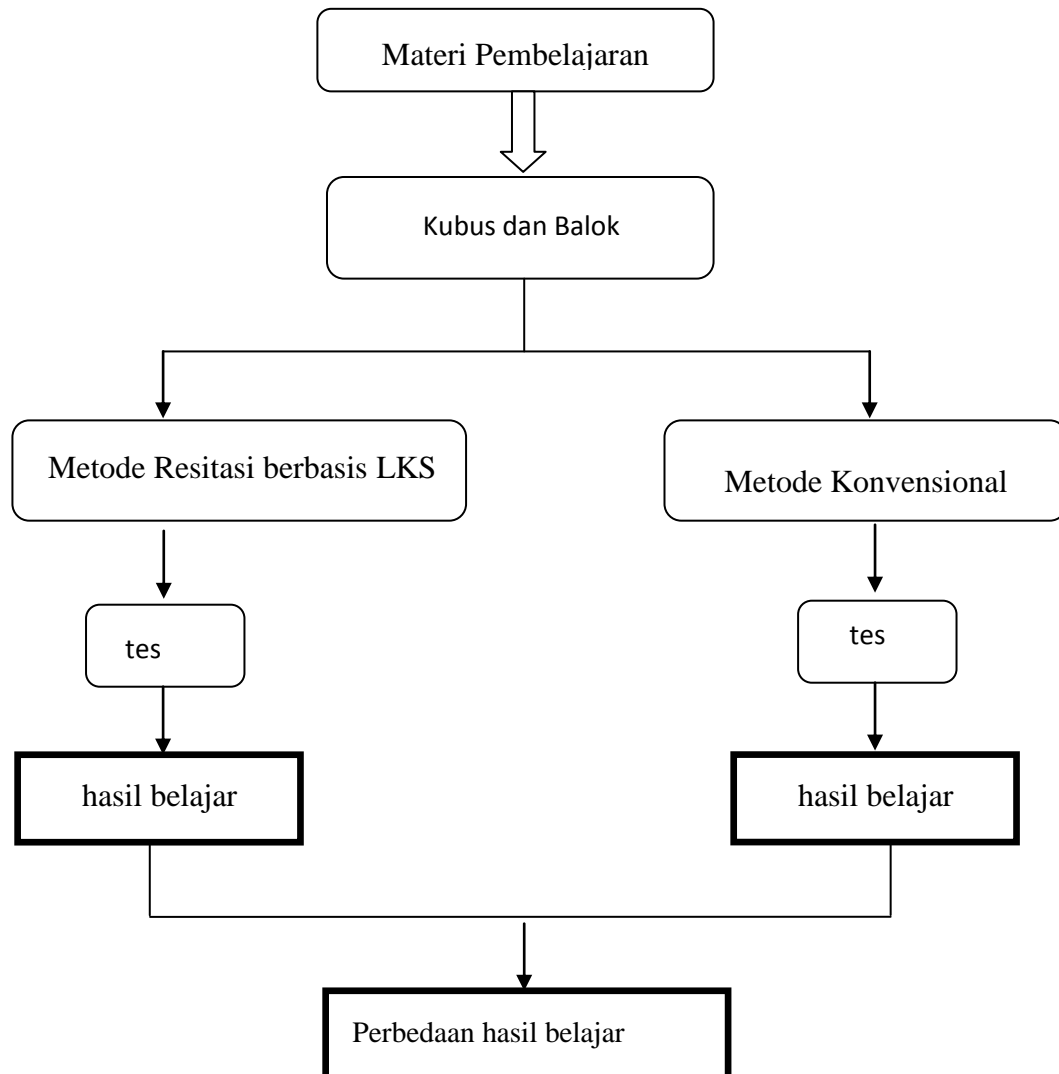 Materi Pembelajaran
Kubus dan Balok
Metode Resitasi berbasis LKS
Metode Konvensional
tes
tes
hasil belajar
hasil belajar
Perbedaan hasil belajar